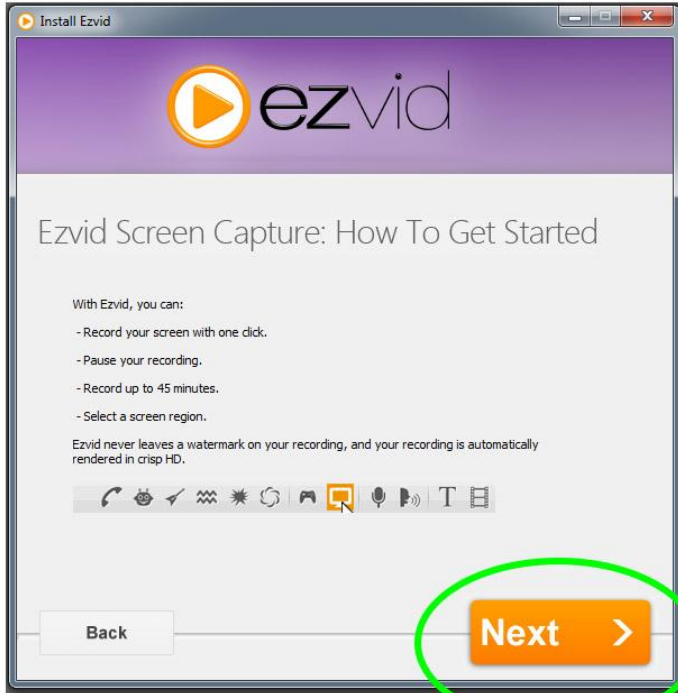 Install Ezvid
ezvid
Ezvid Screen Capture: How To Get Started
With Ezvid, you can:
- Record your screen with one click.
- Pause your recording.
- Record up to 45 minutes.
- Select a screen region.
Ezvid never leaves a watermark on your recording, and your recording is automatically
rendered in crisp HD.
T
Back
Next